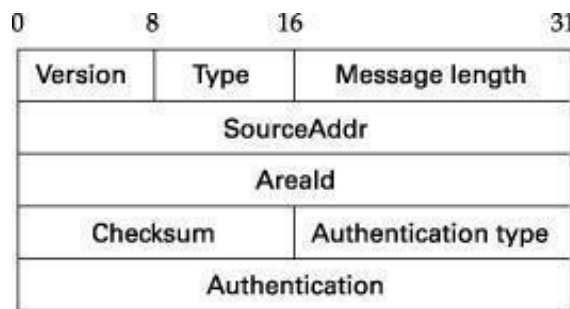 0 8 16 31
Version Type Message length
SourceAddr
AreaId
Checksum Authentication type
Authentication